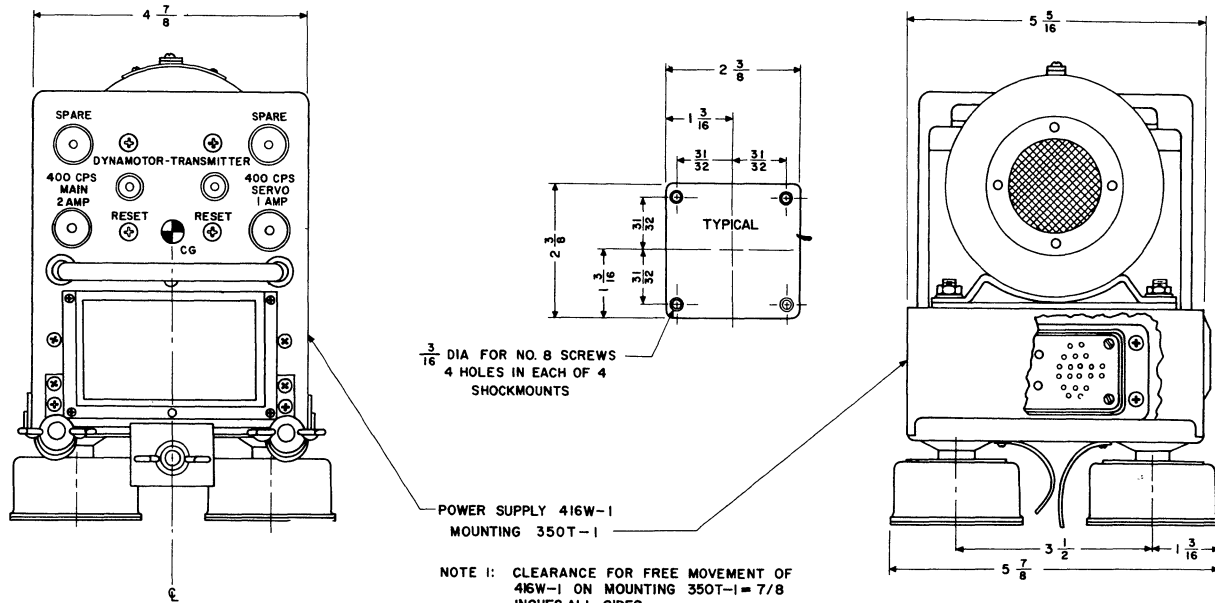 4 7/8
SPARE SPARE
DYNAMOTOR-TRANSMITTER
400 CPS
MAIN
2 AMP
400 CPS
SERVO
1 AMP
RESET RESET
CG
℄
2 3/8
1 3/16
31/32 31/32
2 3/8
1 3/16
31/32
31/32
TYPICAL
3/16 DIA FOR NO. 8 SCREWS
4 HOLES IN EACH OF 4
SHOCKMOUNTS
POWER SUPPLY 416W-1
MOUNTING 350T-1
NOTE 1: CLEARANCE FOR FREE MOVEMENT OF
416W-1 ON MOUNTING 350T-1= 7/8
INCHES ALL SIDES
5 5/16
3 1/2
1 3/16
5 7/8